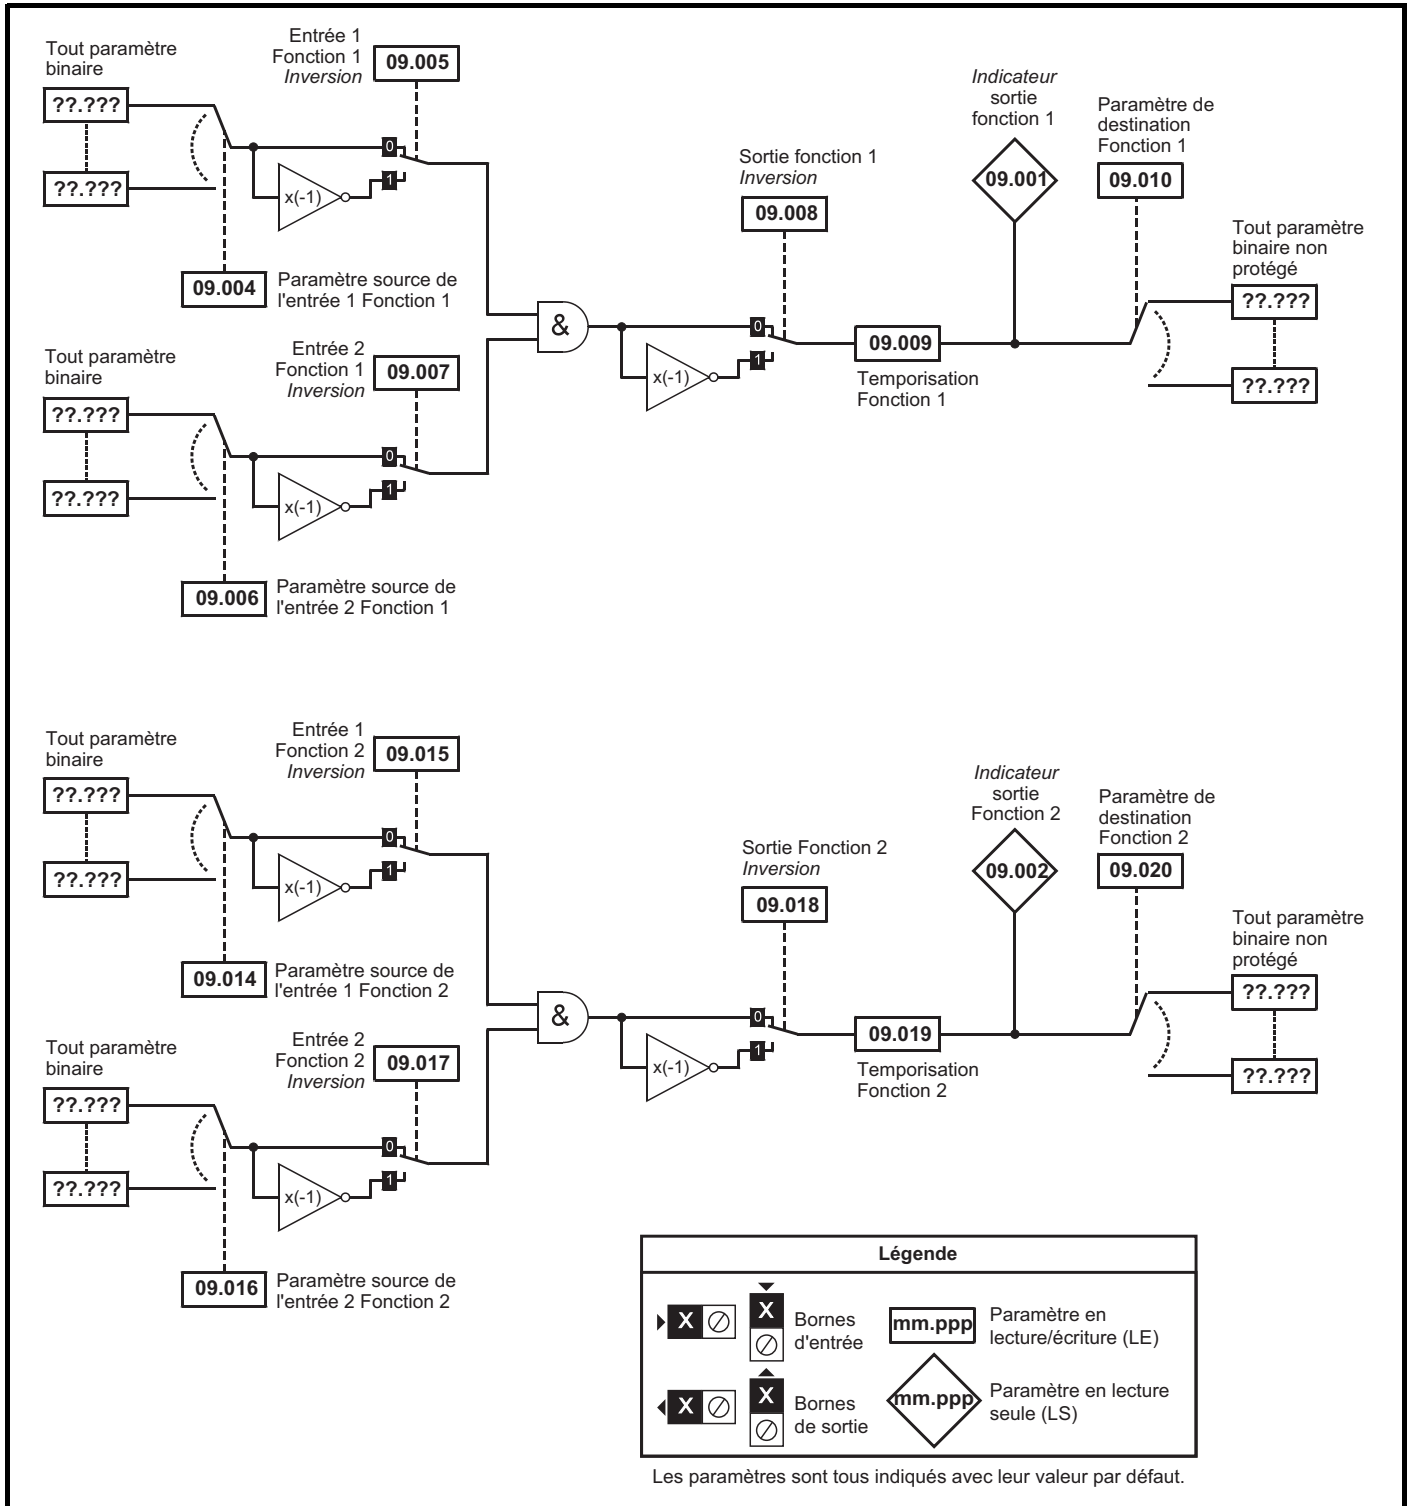 Tout paramètre
binaire
??.???
??.???
Entrée 1
Fonction 1
Inversion
09.005
0
1
x(-1)
09.004
Paramètre source de
l'entrée 1 Fonction 1
Tout paramètre
binaire
??.???
??.???
Entrée 2
Fonction 1
Inversion
09.007
0
1
x(-1)
09.006
Paramètre source de
l'entrée 2 Fonction 1
&
Sortie fonction 1
Inversion
09.008
0
1
x(-1)
09.009
Temporisation
Fonction 1
Indicateur
sortie
fonction 1
09.001
Paramètre de
destination
Fonction 1
09.010
Tout paramètre
binaire non
protégé
??.???
??.???
Tout paramètre
binaire
??.???
??.???
Entrée 1
Fonction 2
Inversion
09.015
0
1
x(-1)
09.014
Paramètre source de
l'entrée 1 Fonction 2
Tout paramètre
binaire
??.???
??.???
Entrée 2
Fonction 2
Inversion
09.017
0
1
x(-1)
09.016
Paramètre source de
l'entrée 2 Fonction 2
&
Sortie Fonction 2
Inversion
09.018
0
1
x(-1)
09.019
Temporisation
Fonction 2
Indicateur
sortie
Fonction 2
09.002
Paramètre de
destination
Fonction 2
09.020
Tout paramètre
binaire non
protégé
??.???
??.???
Légende
X
X
Bornes
d'entrée
mm.ppp
Paramètre en
lecture/écriture (LE)
X
X
Bornes
de sortie
mm.ppp
Paramètre en lecture
seule (LS)
Les paramètres sont tous indiqués avec leur valeur par défaut.